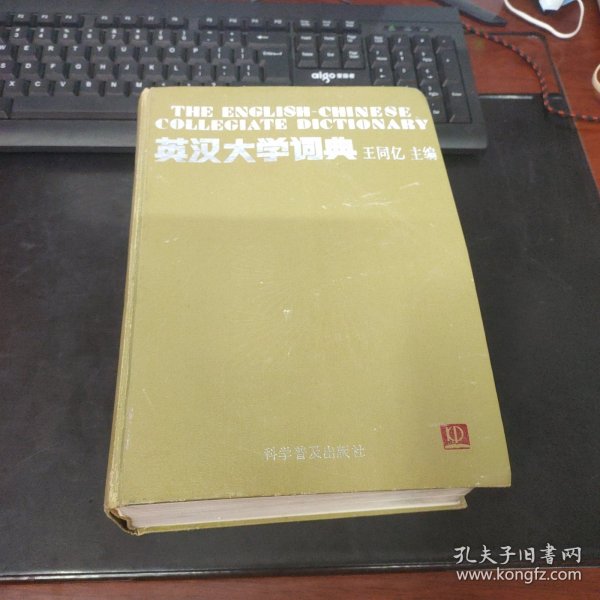 aigo
THE ENGLISH-CHINESE
COLLEGIATE DICTIONARY
英汉大学词典 王同亿 主编
KP
科学普及出版社
孔夫子旧书网
www.kongfz.com